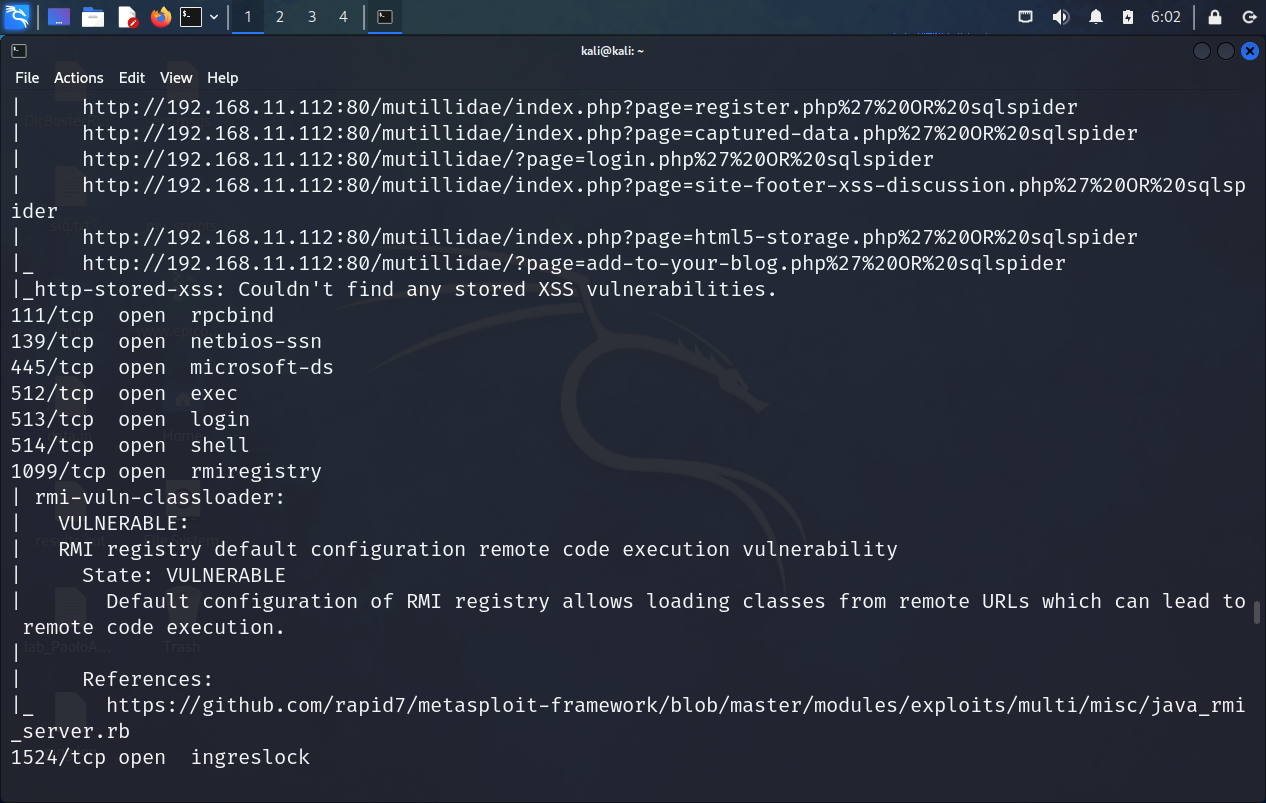 1 2 3 4 6:02
kali@kali: ~
File Actions Edit View Help
| http://192.168.11.112:80/mutillidae/index.php?page=register.php%27%20OR%20sqlspider
| http://192.168.11.112:80/mutillidae/index.php?page=captured-data.php%27%20OR%20sqlspider
| http://192.168.11.112:80/mutillidae/?page=login.php%27%20OR%20sqlspider
| http://192.168.11.112:80/mutillidae/index.php?page=site-footer-xss-discussion.php%27%20OR%20sqlsp
ider
| http://192.168.11.112:80/mutillidae/index.php?page=html5-storage.php%27%20OR%20sqlspider
|_ http://192.168.11.112:80/mutillidae/?page=add-to-your-blog.php%27%20OR%20sqlspider
|_http-stored-xss: Couldn't find any stored XSS vulnerabilities.
111/tcp open rpcbind
139/tcp open netbios-ssn
445/tcp open microsoft-ds
512/tcp open exec
513/tcp open login
514/tcp open shell
1099/tcp open rmiregistry
| rmi-vuln-classloader:
| VULNERABLE:
| RMI registry default configuration remote code execution vulnerability
| State: VULNERABLE
| Default configuration of RMI registry allows loading classes from remote URLs which can lead to
remote code execution.
|
| References:
|_ https://github.com/rapid7/metasploit-framework/blob/master/modules/exploits/multi/misc/java_rmi
_server.rb
1524/tcp open ingreslock
Trash